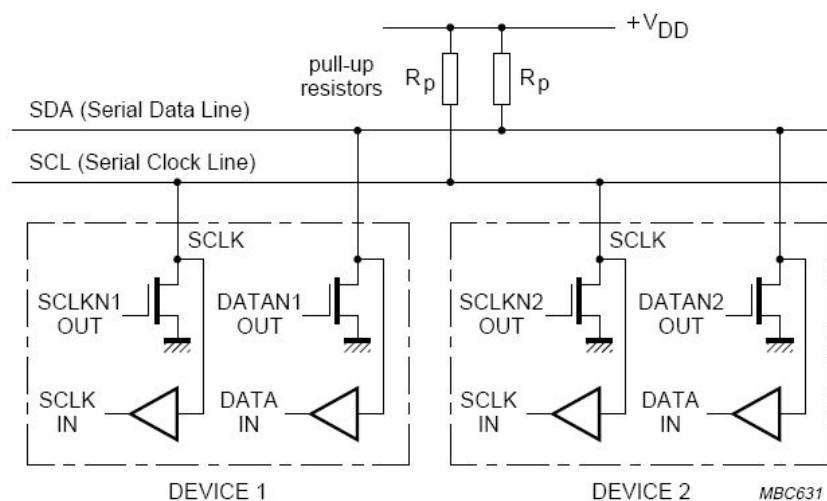 +VDD
pull-up
resistors
Rp
Rp
SDA (Serial Data Line)
SCL (Serial Clock Line)
SCLK
SCLK
SCLKN1
OUT
DATAN1
OUT
SCLKN2
OUT
DATAN2
OUT
SCLK
IN
DATA
IN
SCLK
IN
DATA
IN
DEVICE 1
DEVICE 2
MBC631